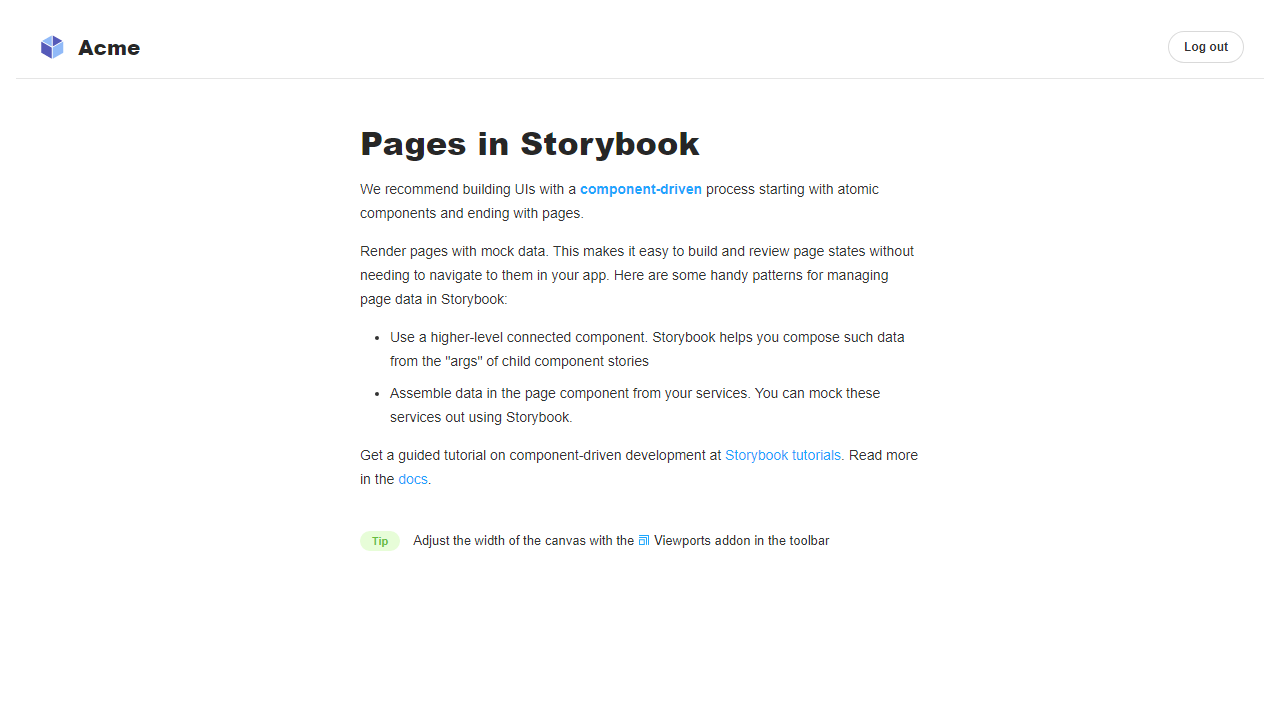 Acme
Log out
Pages in Storybook
We recommend building UIs with a component-driven process starting with atomic
components and ending with pages.
Render pages with mock data. This makes it easy to build and review page states without
needing to navigate to them in your app. Here are some handy patterns for managing
page data in Storybook:
• Use a higher-level connected component. Storybook helps you compose such data
from the "args" of child component stories
• Assemble data in the page component from your services. You can mock these
services out using Storybook.
Get a guided tutorial on component-driven development at Storybook tutorials. Read more
in the docs.
Tip Adjust the width of the canvas with the Viewports addon in the toolbar